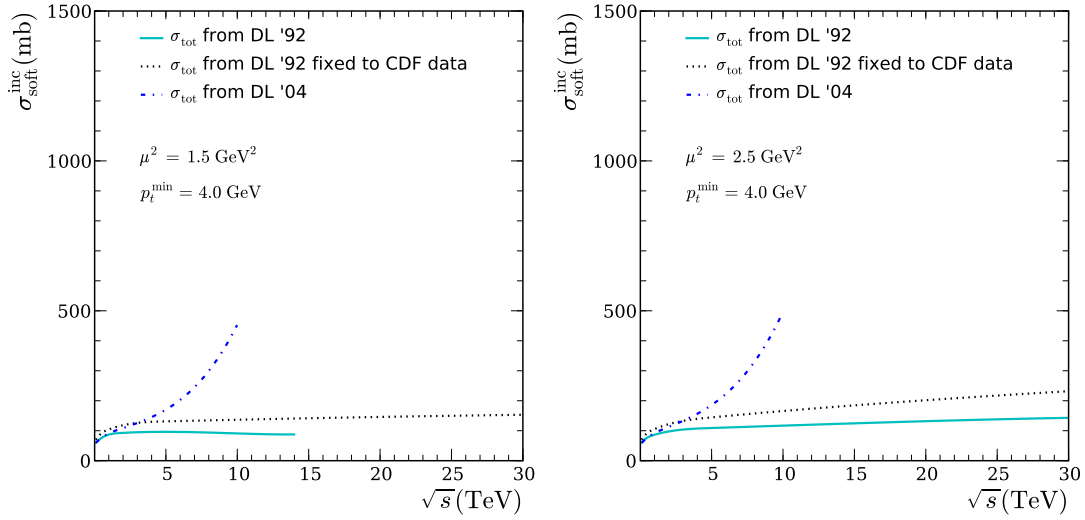 1500
1000
500
0
5
10
15
20
25
30
σ_soft^inc (mb)
√s(TeV)
σ_tot from DL '92
σ_tot from DL '92 fixed to CDF data
σ_tot from DL '04
μ² = 1.5 GeV²
p_t^min = 4.0 GeV
1500
1000
500
0
5
10
15
20
25
30
σ_soft^inc (mb)
√s(TeV)
σ_tot from DL '92
σ_tot from DL '92 fixed to CDF data
σ_tot from DL '04
μ² = 2.5 GeV²
p_t^min = 4.0 GeV